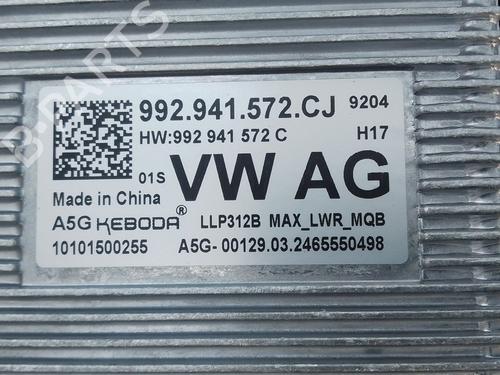 992.941.572.CJ 9204
HW:992 941 572 C H17
01S VW AG
Made in China
A5G KEBODA® LLP312B MAX_LWR_MQB
10101500255 A5G- 00129.03.2465550498
B-PARTS